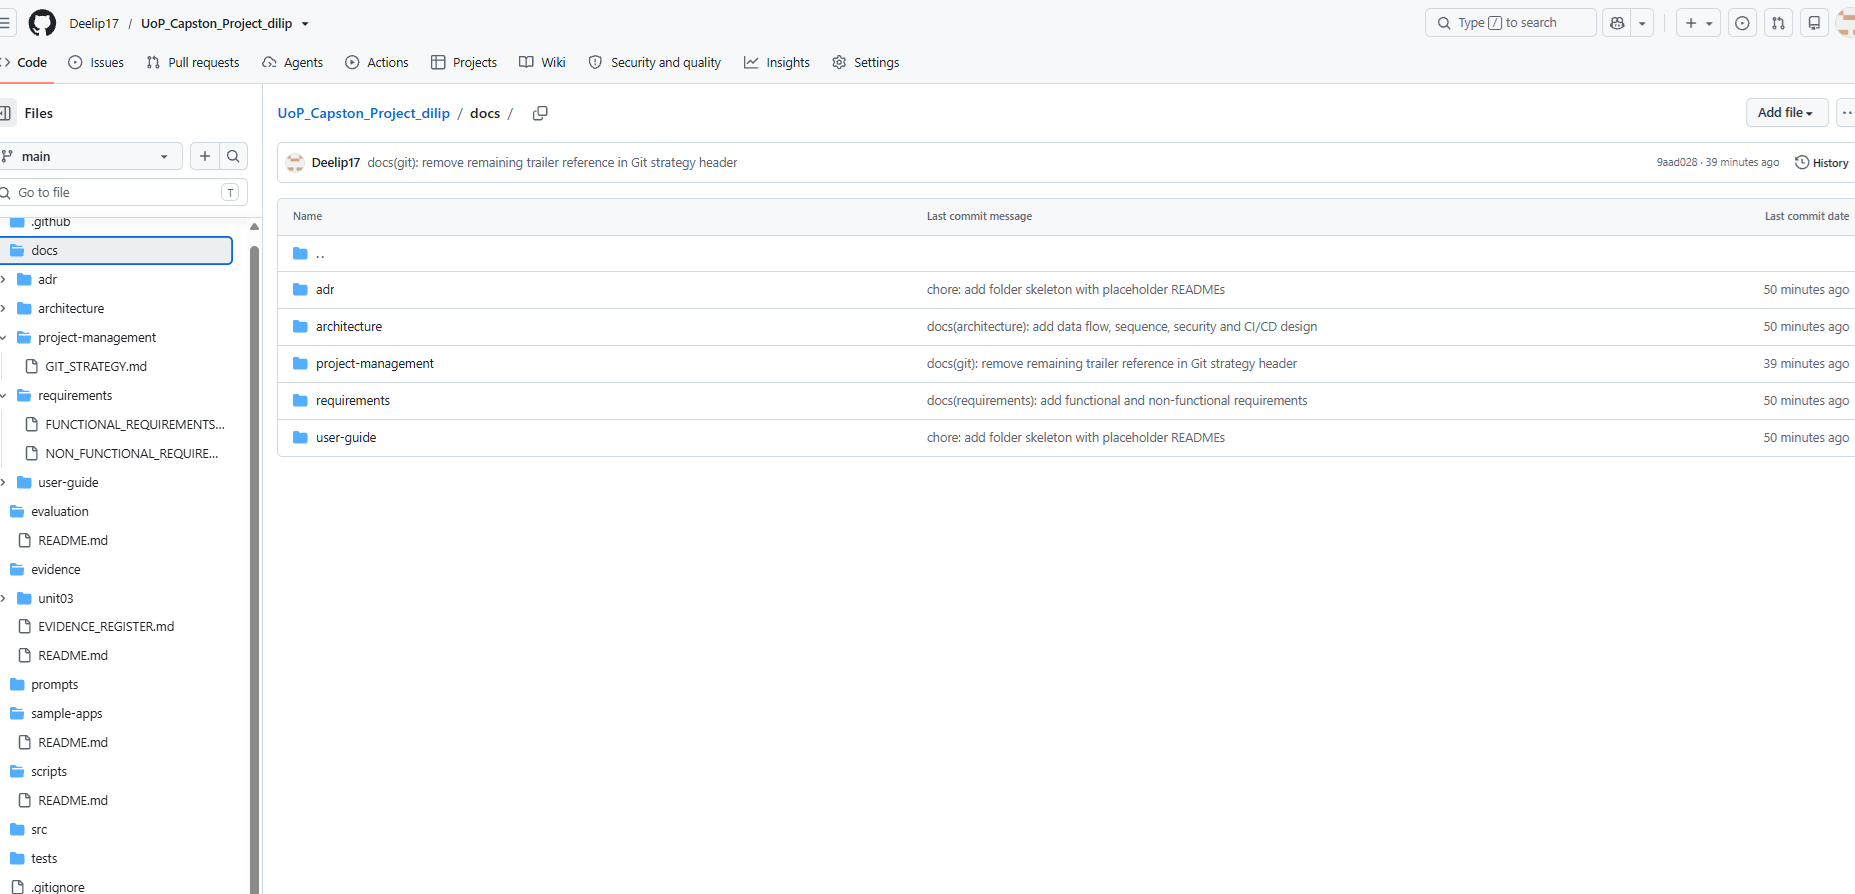 Deelip17 / UoP_Capston_Project_dilip
Type / to search
Code Issues Pull requests Agents Actions Projects Wiki Security and quality Insights Settings
Files
main
Go to file T
.github
docs
adr
architecture
project-management
GIT_STRATEGY.md
requirements
FUNCTIONAL_REQUIREMENTS...
NON_FUNCTIONAL_REQUIRE...
user-guide
evaluation
README.md
evidence
unit03
EVIDENCE_REGISTER.md
README.md
prompts
sample-apps
README.md
scripts
README.md
src
tests
.gitignore
UoP_Capston_Project_dilip / docs /
Add file
Deelip17 docs(git): remove remaining trailer reference in Git strategy header 9aad028 · 39 minutes ago History
Name Last commit message Last commit date
..
adr chore: add folder skeleton with placeholder READMEs 50 minutes ago
architecture docs(architecture): add data flow, sequence, security and CI/CD design 50 minutes ago
project-management docs(git): remove remaining trailer reference in Git strategy header 39 minutes ago
requirements docs(requirements): add functional and non-functional requirements 50 minutes ago
user-guide chore: add folder skeleton with placeholder READMEs 50 minutes ago